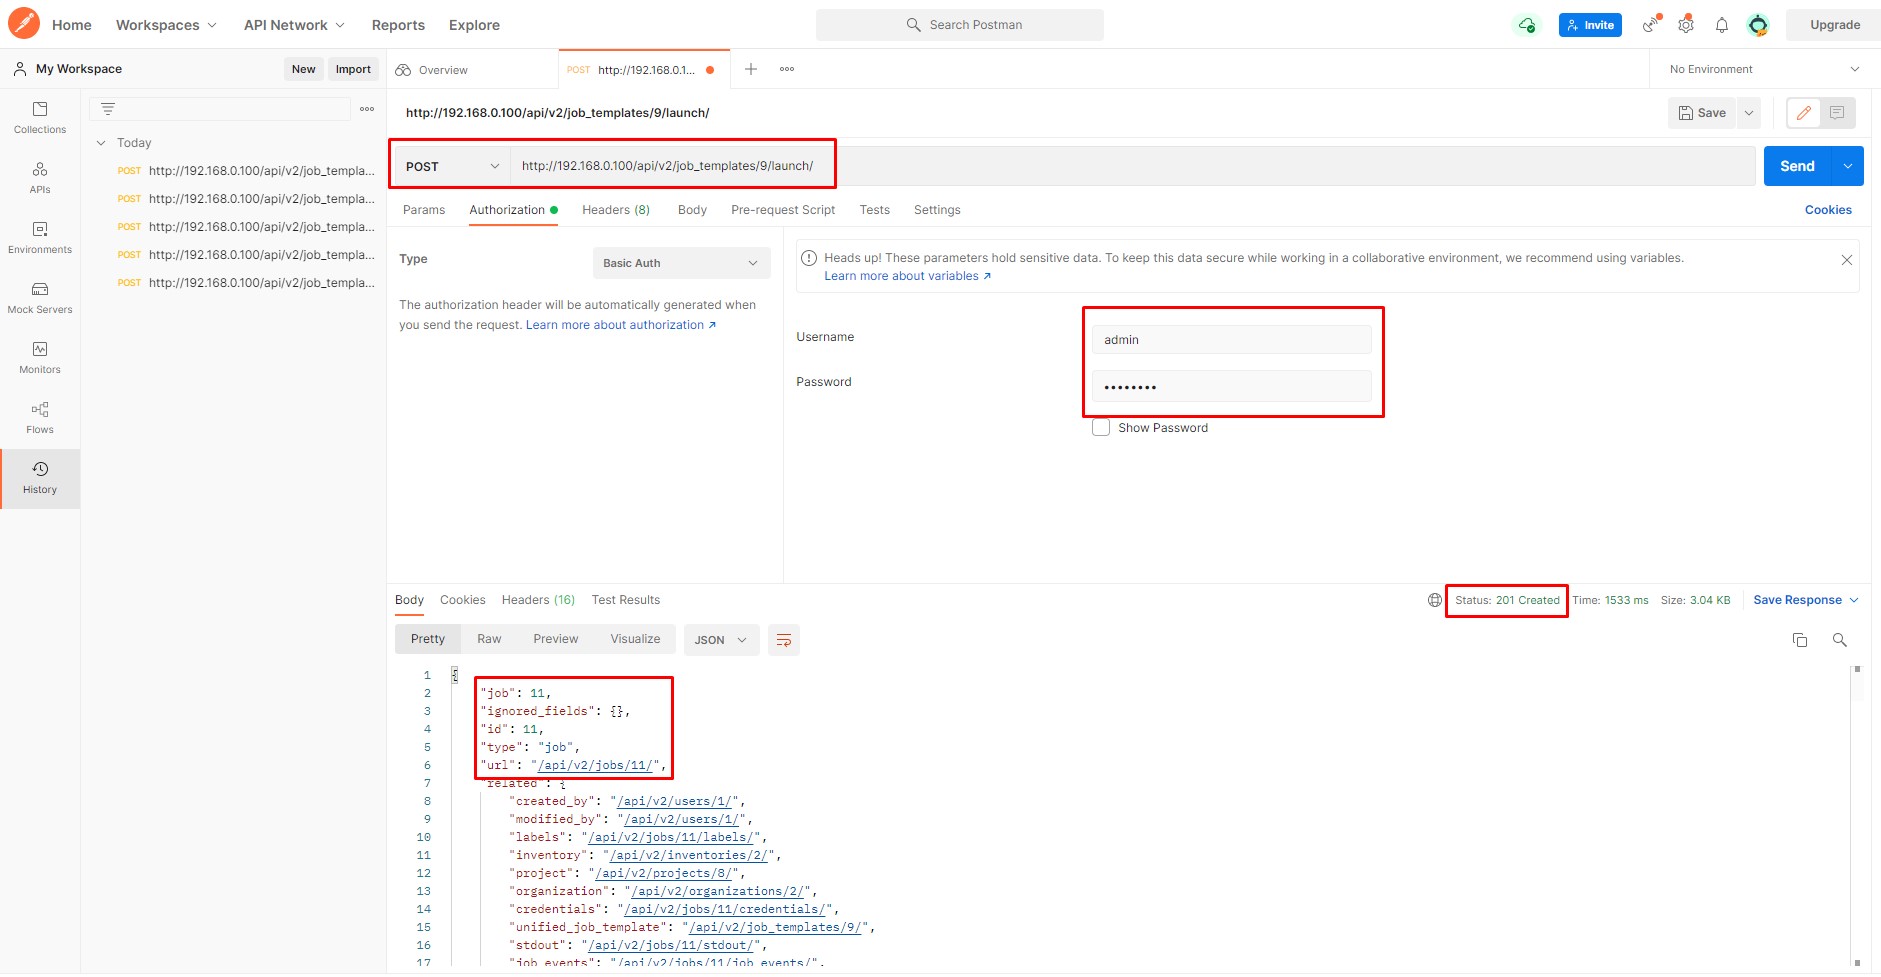 Home Workspaces API Network Reports Explore Search Postman Invite Upgrade
My Workspace New Import Overview POST http://192.168.0.1... No Environment
Collections
APIs
Environments
Mock Servers
Monitors
Flows
History
Today
POST http://192.168.0.100/api/v2/job_templa...
POST http://192.168.0.100/api/v2/job_templa...
POST http://192.168.0.100/api/v2/job_templa...
POST http://192.168.0.100/api/v2/job_templa...
POST http://192.168.0.100/api/v2/job_templa...
http://192.168.0.100/api/v2/job_templates/9/launch/ Save
POST http://192.168.0.100/api/v2/job_templates/9/launch/ Send
Params Authorization Headers (8) Body Pre-request Script Tests Settings Cookies
Type Basic Auth
The authorization header will be automatically generated when
you send the request. Learn more about authorization ↗
Heads up! These parameters hold sensitive data. To keep this data secure while working in a collaborative environment, we recommend using variables.
Learn more about variables ↗
Username admin
Password ••••••••
Show Password
Body Cookies Headers (16) Test Results Status: 201 Created Time: 1533 ms Size: 3.04 KB Save Response
Pretty Raw Preview Visualize JSON
1 {
2 "job": 11,
3 "ignored_fields": {},
4 "id": 11,
5 "type": "job",
6 "url": "/api/v2/jobs/11/",
7 "related": {
8 "created_by": "/api/v2/users/1/",
9 "modified_by": "/api/v2/users/1/",
10 "labels": "/api/v2/jobs/11/labels/",
11 "inventory": "/api/v2/inventories/2/",
12 "project": "/api/v2/projects/8/",
13 "organization": "/api/v2/organizations/2/",
14 "credentials": "/api/v2/jobs/11/credentials/",
15 "unified_job_template": "/api/v2/job_templates/9/",
16 "stdout": "/api/v2/jobs/11/stdout/",
17 "job_events": "/api/v2/jobs/11/job_events/",